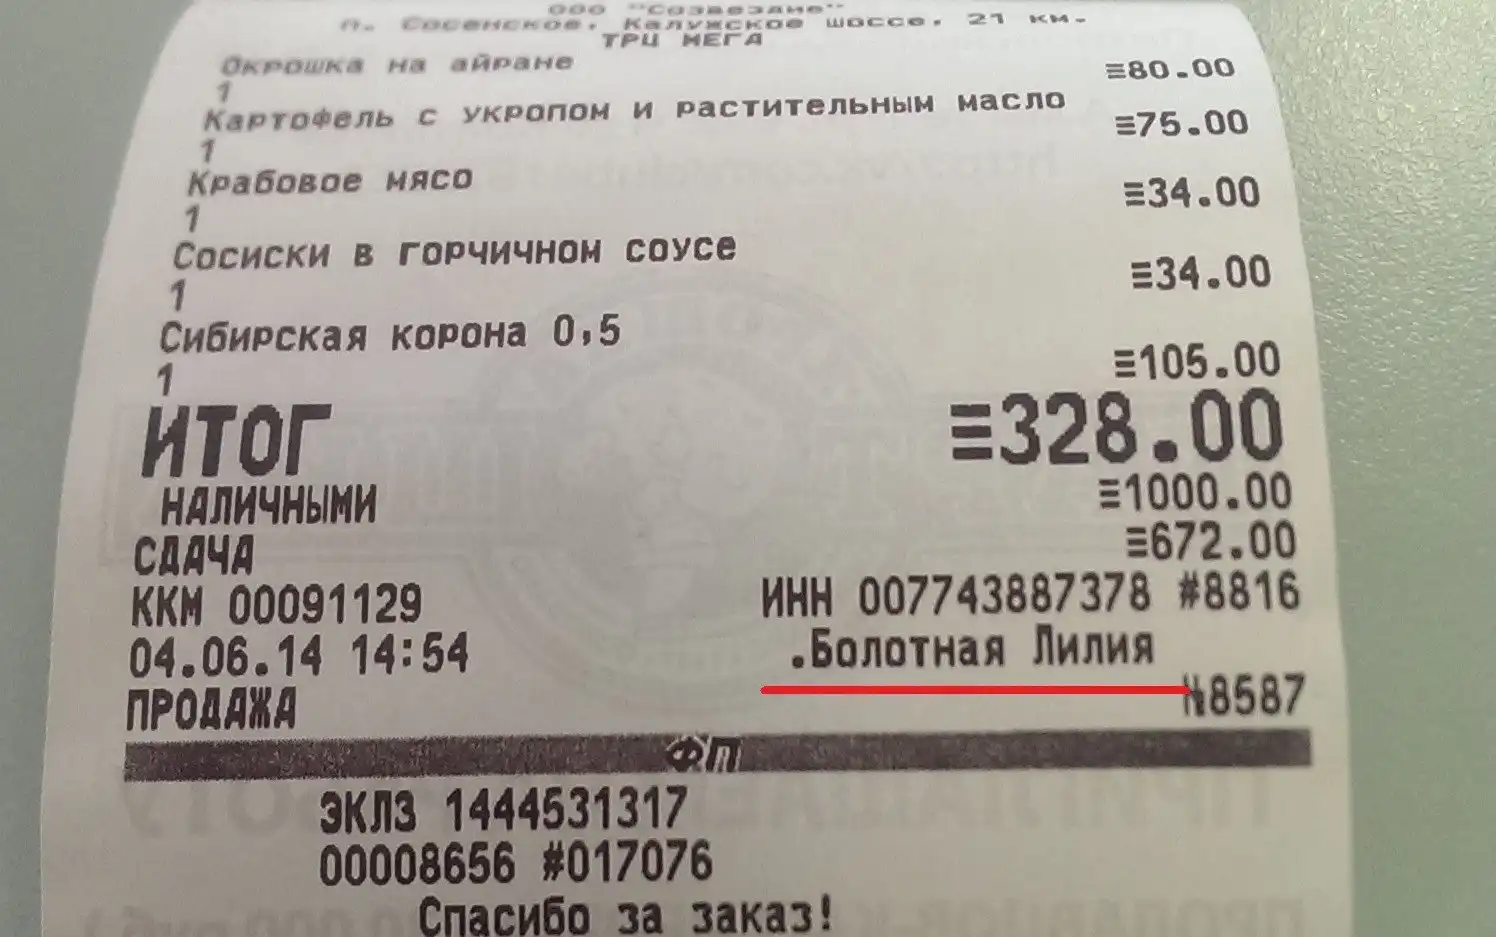 ООО "Созвездие"
п. Сосенское, Калужское шоссе, 21 км.
ТРЦ МЕГА
Окрошка на айране
1 ≡80.00
Картофель с укропом и растительным масло
1 ≡75.00
Крабовое мясо
1 ≡34.00
Сосиски в горчичном соусе
1 ≡34.00
Сибирская корона 0,5
1 ≡105.00
ИТОГ ≡328.00
НАЛИЧНЫМИ ≡1000.00
СДАЧА ≡672.00
ККМ 00091129 ИНН 007743887378 #8816
04.06.14 14:54 .Болотная Лилия
ПРОДАЖА №8587
ФП
ЭКЛЗ 1444531317
00008656 #017076
Спасибо за заказ!